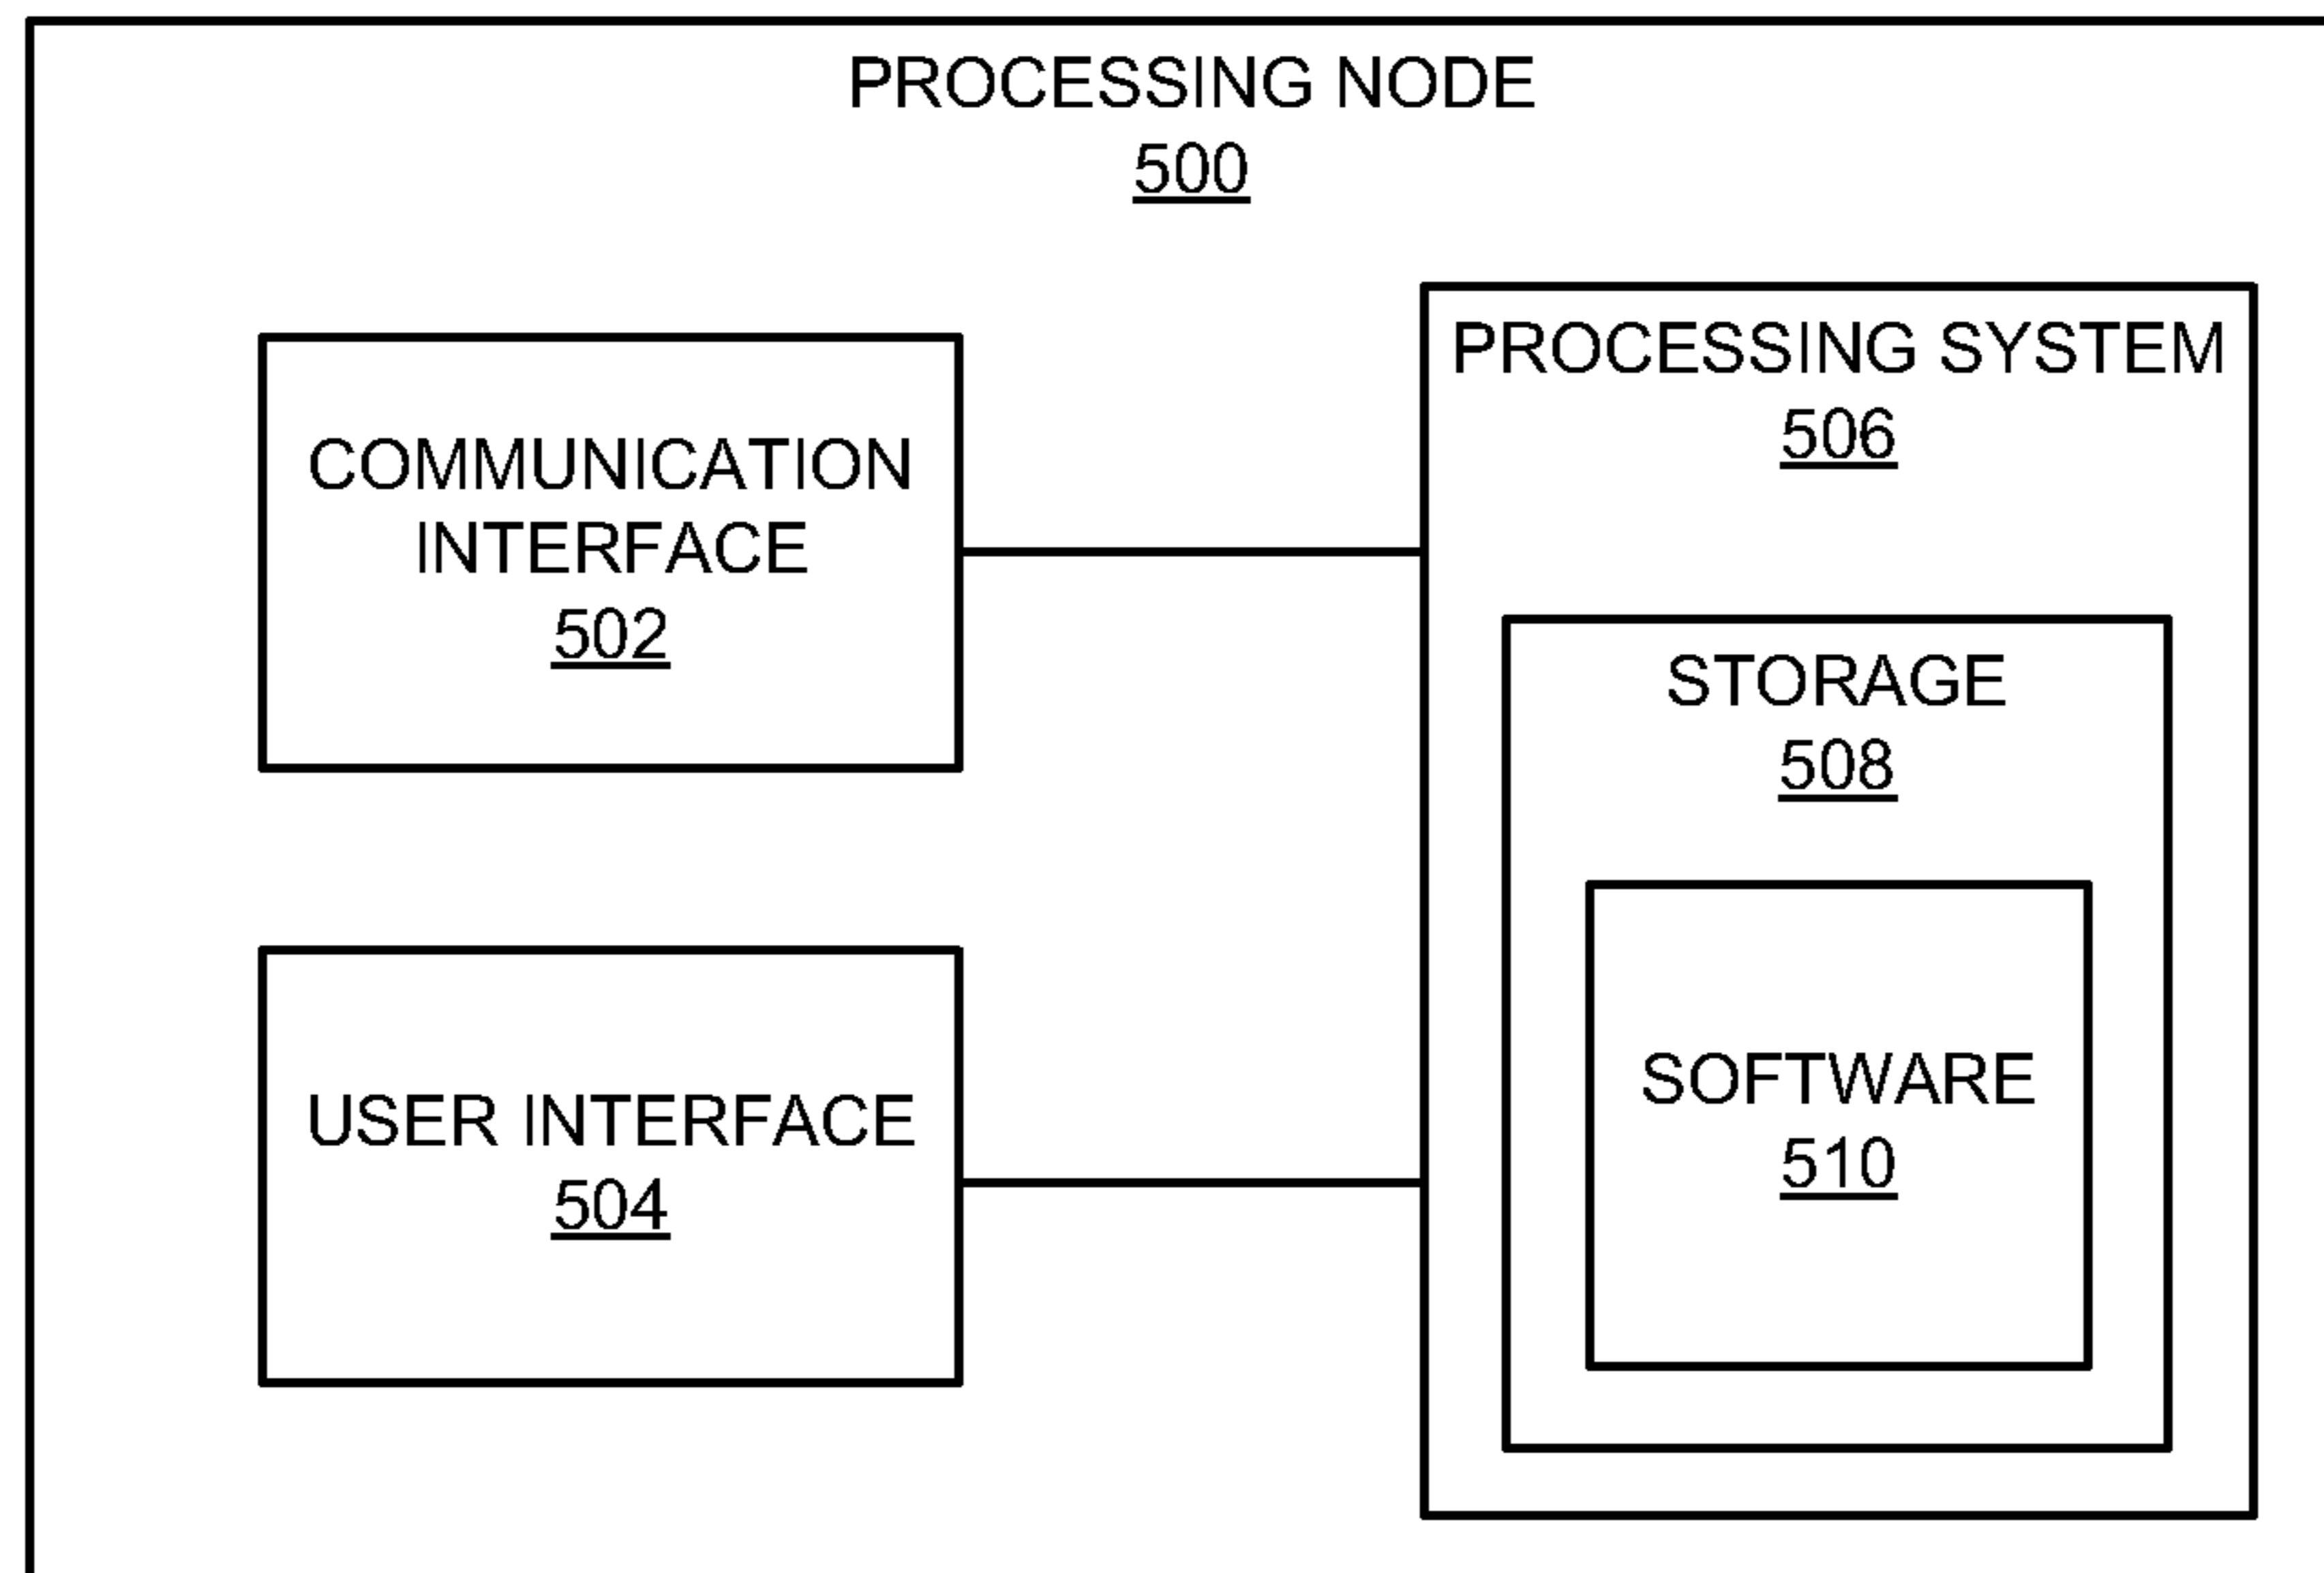 PROCESSING NODE
500
COMMUNICATION
INTERFACE
502
USER INTERFACE
504
PROCESSING SYSTEM
506
STORAGE
508
SOFTWARE
510